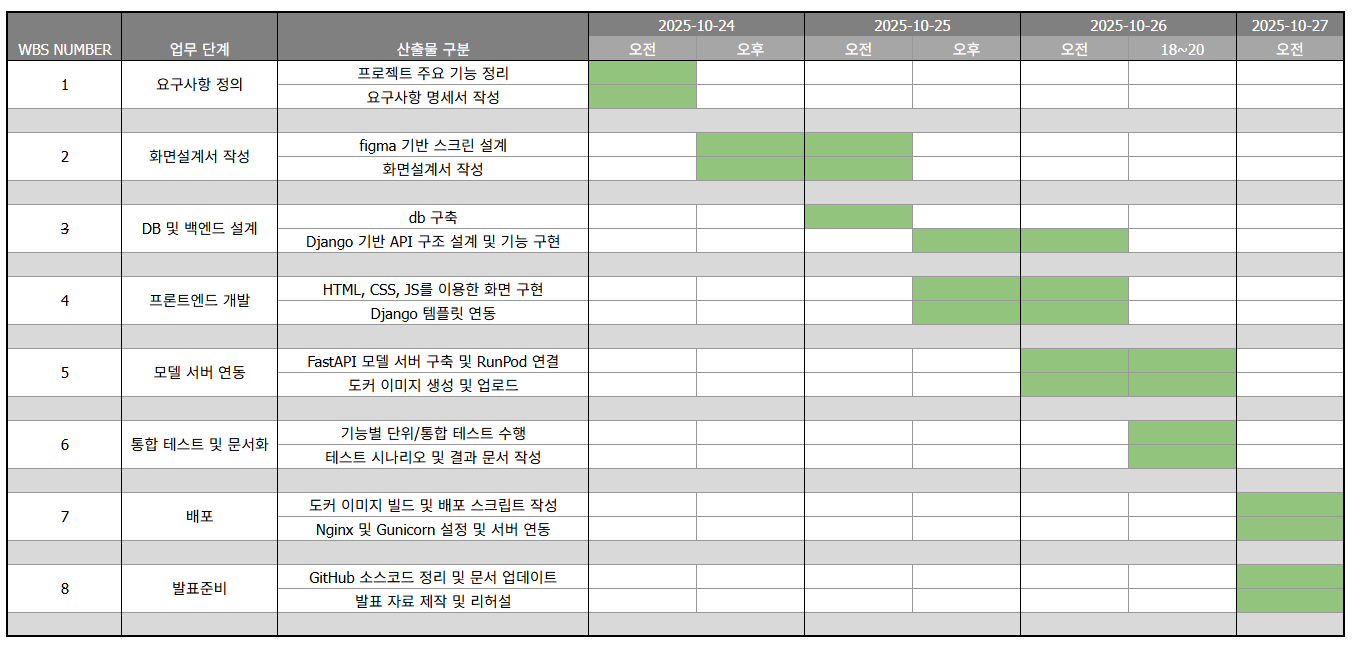 2025-10-24 2025-10-25 2025-10-26 2025-10-27
WBS NUMBER 업무 단계 산출물 구분 오전 오후 오전 오후 오전 18~20 오전
1 요구사항 정의 프로젝트 주요 기능 정리
요구사항 명세서 작성
2 화면설계서 작성 figma 기반 스크린 설계
화면설계서 작성
3 DB 및 백엔드 설계 db 구축
Django 기반 API 구조 설계 및 기능 구현
4 프론트엔드 개발 HTML, CSS, JS를 이용한 화면 구현
Django 템플릿 연동
5 모델 서버 연동 FastAPI 모델 서버 구축 및 RunPod 연결
도커 이미지 생성 및 업로드
6 통합 테스트 및 문서화 기능별 단위/통합 테스트 수행
테스트 시나리오 및 결과 문서 작성
7 배포 도커 이미지 빌드 및 배포 스크립트 작성
Nginx 및 Gunicorn 설정 및 서버 연동
8 발표준비 GitHub 소스코드 정리 및 문서 업데이트
발표 자료 제작 및 리허설